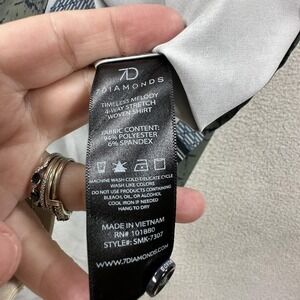 7D
7DIAMONDS
TIMELESS MELODY
4-WAY STRETCH
WOVEN SHIRT
FABRIC CONTENT:
94% POLYESTER
6% SPANDEX
MACHINE WASH COLD/DELICATE CYCLE
WASH LIKE COLORS
DO NOT USE PRODUCTS CONTAINING
BLEACH, OIL, OR ALCOHOL
COOL IRON IF NEEDED
HANG TO DRY
MADE IN VIETNAM
RN# 101880
STYLE#: SMK-7307
WWW.7DIAMONDS.COM